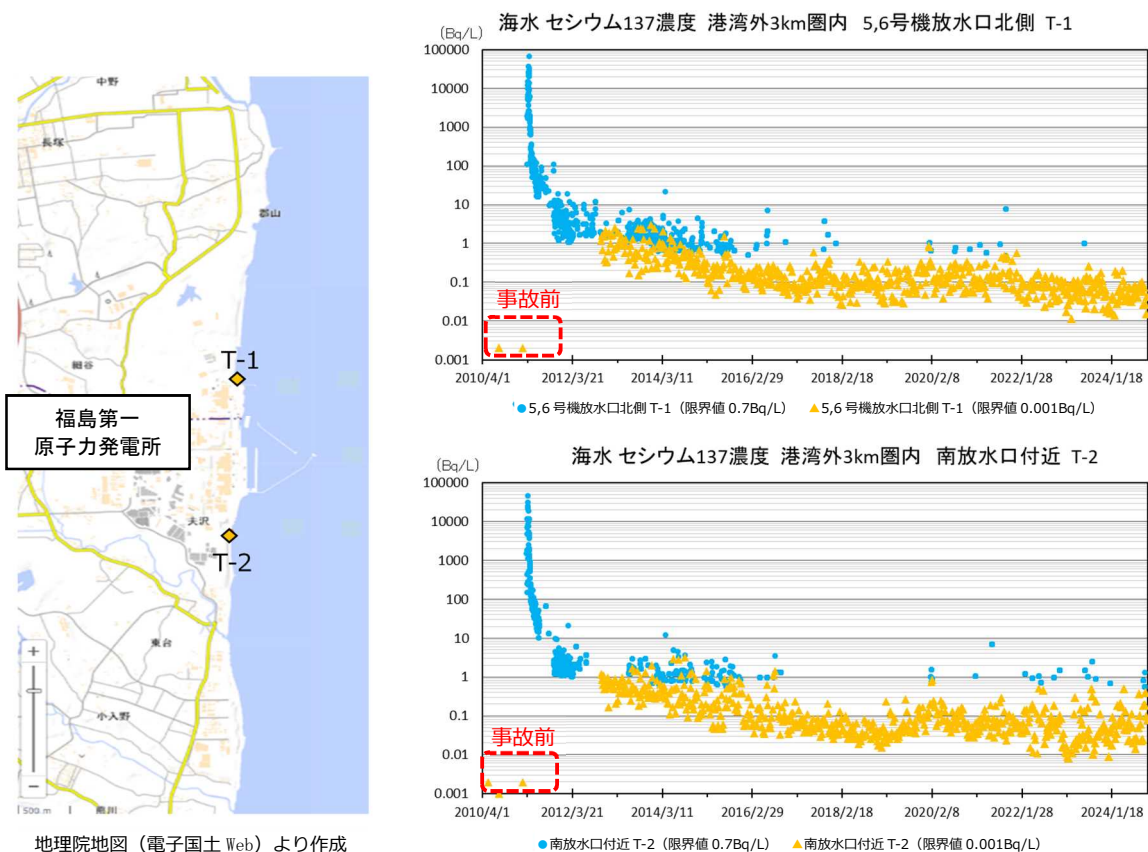 中野
長塚
郡山
細谷
T-1
福島第一
原子力発電所
夫沢
T-2
東台
小入野
熊川
+
−
500 m
地理院地図（電子国土 Web）より作成
海水 セシウム137濃度 港湾外3km圏内 5,6号機放水口北側 T-1
(Bq/L)
100000
10000
1000
100
10
1
0.1
0.01
0.001
事故前
2010/4/1 2012/3/21 2014/3/11 2016/2/29 2018/2/18 2020/2/8 2022/1/28 2024/1/18
5,6 号機放水口北側 T-1（限界値 0.7Bq/L） 5,6 号機放水口北側 T-1（限界値 0.001Bq/L）
海水 セシウム137濃度 港湾外3km圏内 南放水口付近 T-2
(Bq/L)
100000
10000
1000
100
10
1
0.1
0.01
0.001
事故前
2010/4/1 2012/3/21 2014/3/11 2016/2/29 2018/2/18 2020/2/8 2022/1/28 2024/1/18
南放水口付近 T-2（限界値 0.7Bq/L） 南放水口付近 T-2（限界値 0.001Bq/L）